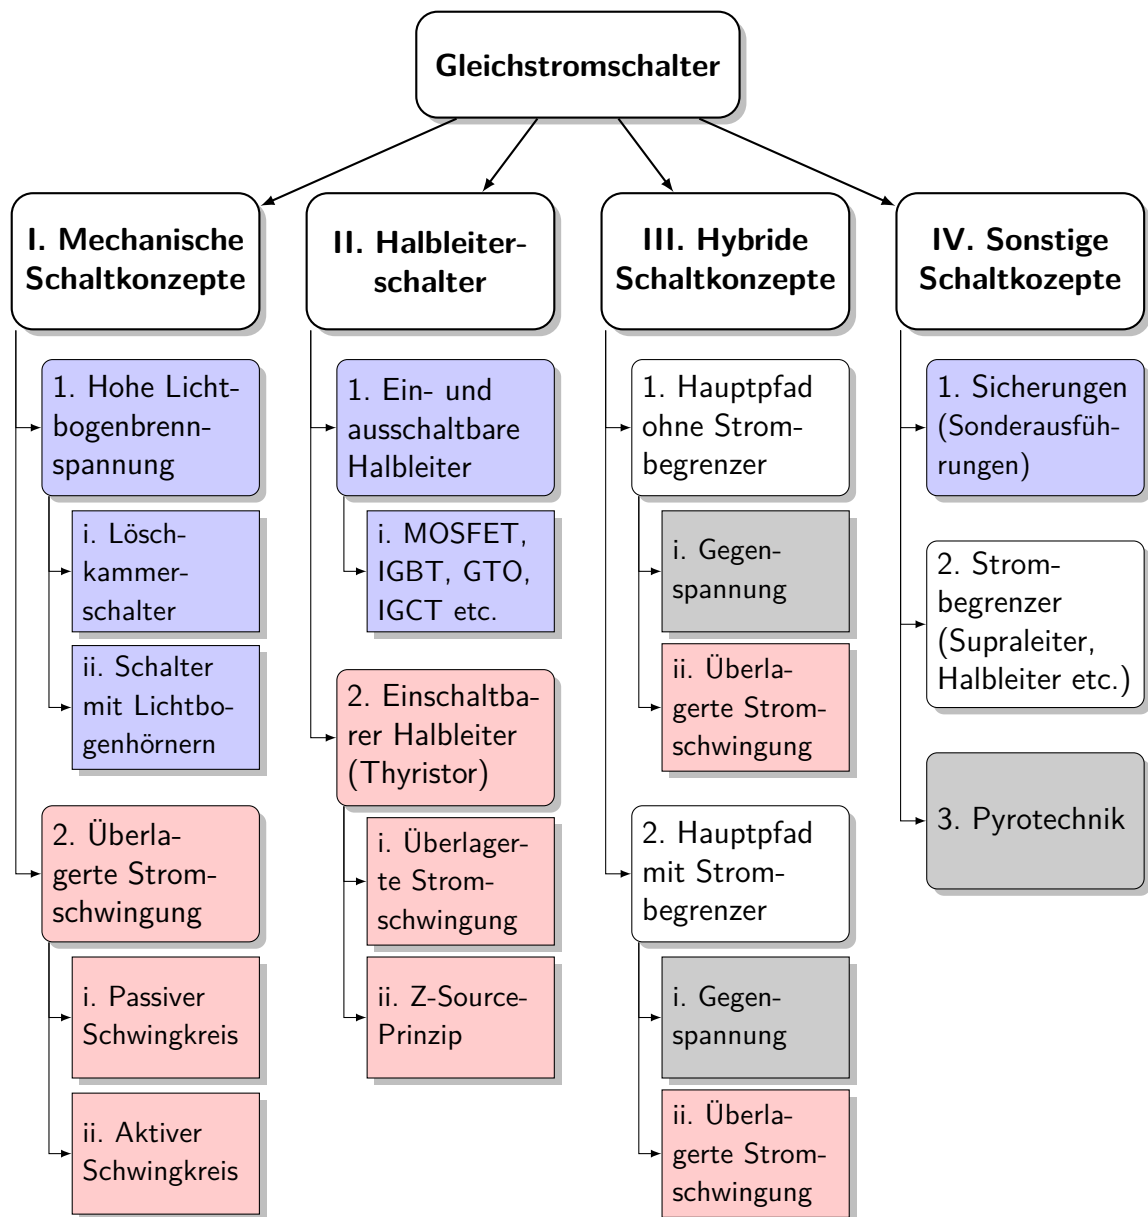 Gleichstromschalter
I. Mechanische
Schaltkonzepte
1. Hohe Licht-
bogenbrenn-
spannung
i. Lösch-
kammer-
schalter
ii. Schalter
mit Lichtbo-
genhörnern
2. Überla-
gerte Strom-
schwingung
i. Passiver
Schwingkreis
ii. Aktiver
Schwingkreis
II. Halbleiter-
schalter
1. Ein- und
ausschaltbare
Halbleiter
i. MOSFET,
IGBT, GTO,
IGCT etc.
2. Einschaltba-
rer Halbleiter
(Thyristor)
i. Überlager-
te Strom-
schwingung
ii. Z-Source-
Prinzip
III. Hybride
Schaltkonzepte
1. Hauptpfad
ohne Strom-
begrenzer
i. Gegen-
spannung
ii. Überla-
gerte Strom-
schwingung
2. Hauptpfad
mit Strom-
begrenzer
i. Gegen-
spannung
ii. Überla-
gerte Strom-
schwingung
IV. Sonstige
Schaltkozepte
1. Sicherungen
(Sonderausfüh-
rungen)
2. Strom-
begrenzer
(Supraleiter,
Halbleiter etc.)
3. Pyrotechnik